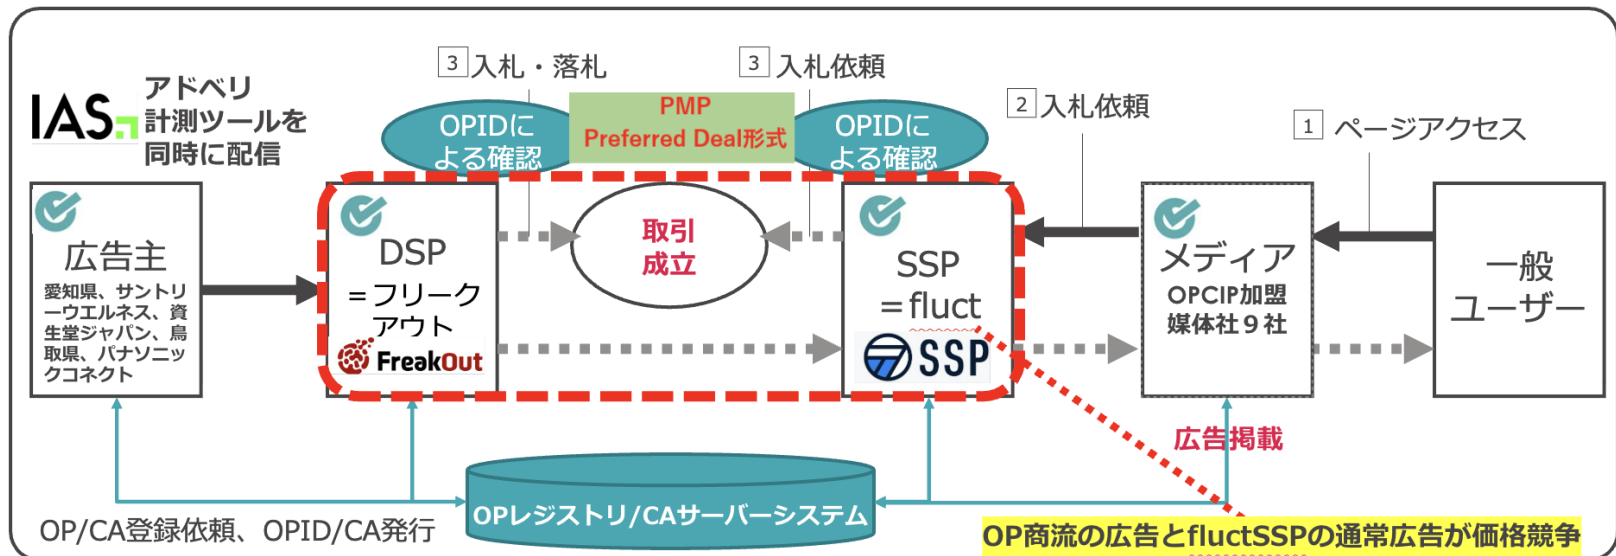 3 入札・落札
3 入札依頼
IAS
アドベリ
計測ツールを
同時に配信
OPIDに
よる確認
PMP
Preferred Deal形式
OPIDに
よる確認
2 入札依頼
1 ページアクセス
広告主
愛知県、サントリ
ーウエルネス、資
生堂ジャパン、鳥
取県、パナソニッ
クコネクト
DSP
＝フリーク
アウト
FreakOut
取引
成立
SSP
＝fluct
SSP
メディア
OPCIP加盟
媒体社９社
一般
ユーザー
広告掲載
OPレジストリ/CAサーバーシステム
OP/CA登録依頼、OPID/CA発行
OP商流の広告とfluctSSPの通常広告が価格競争